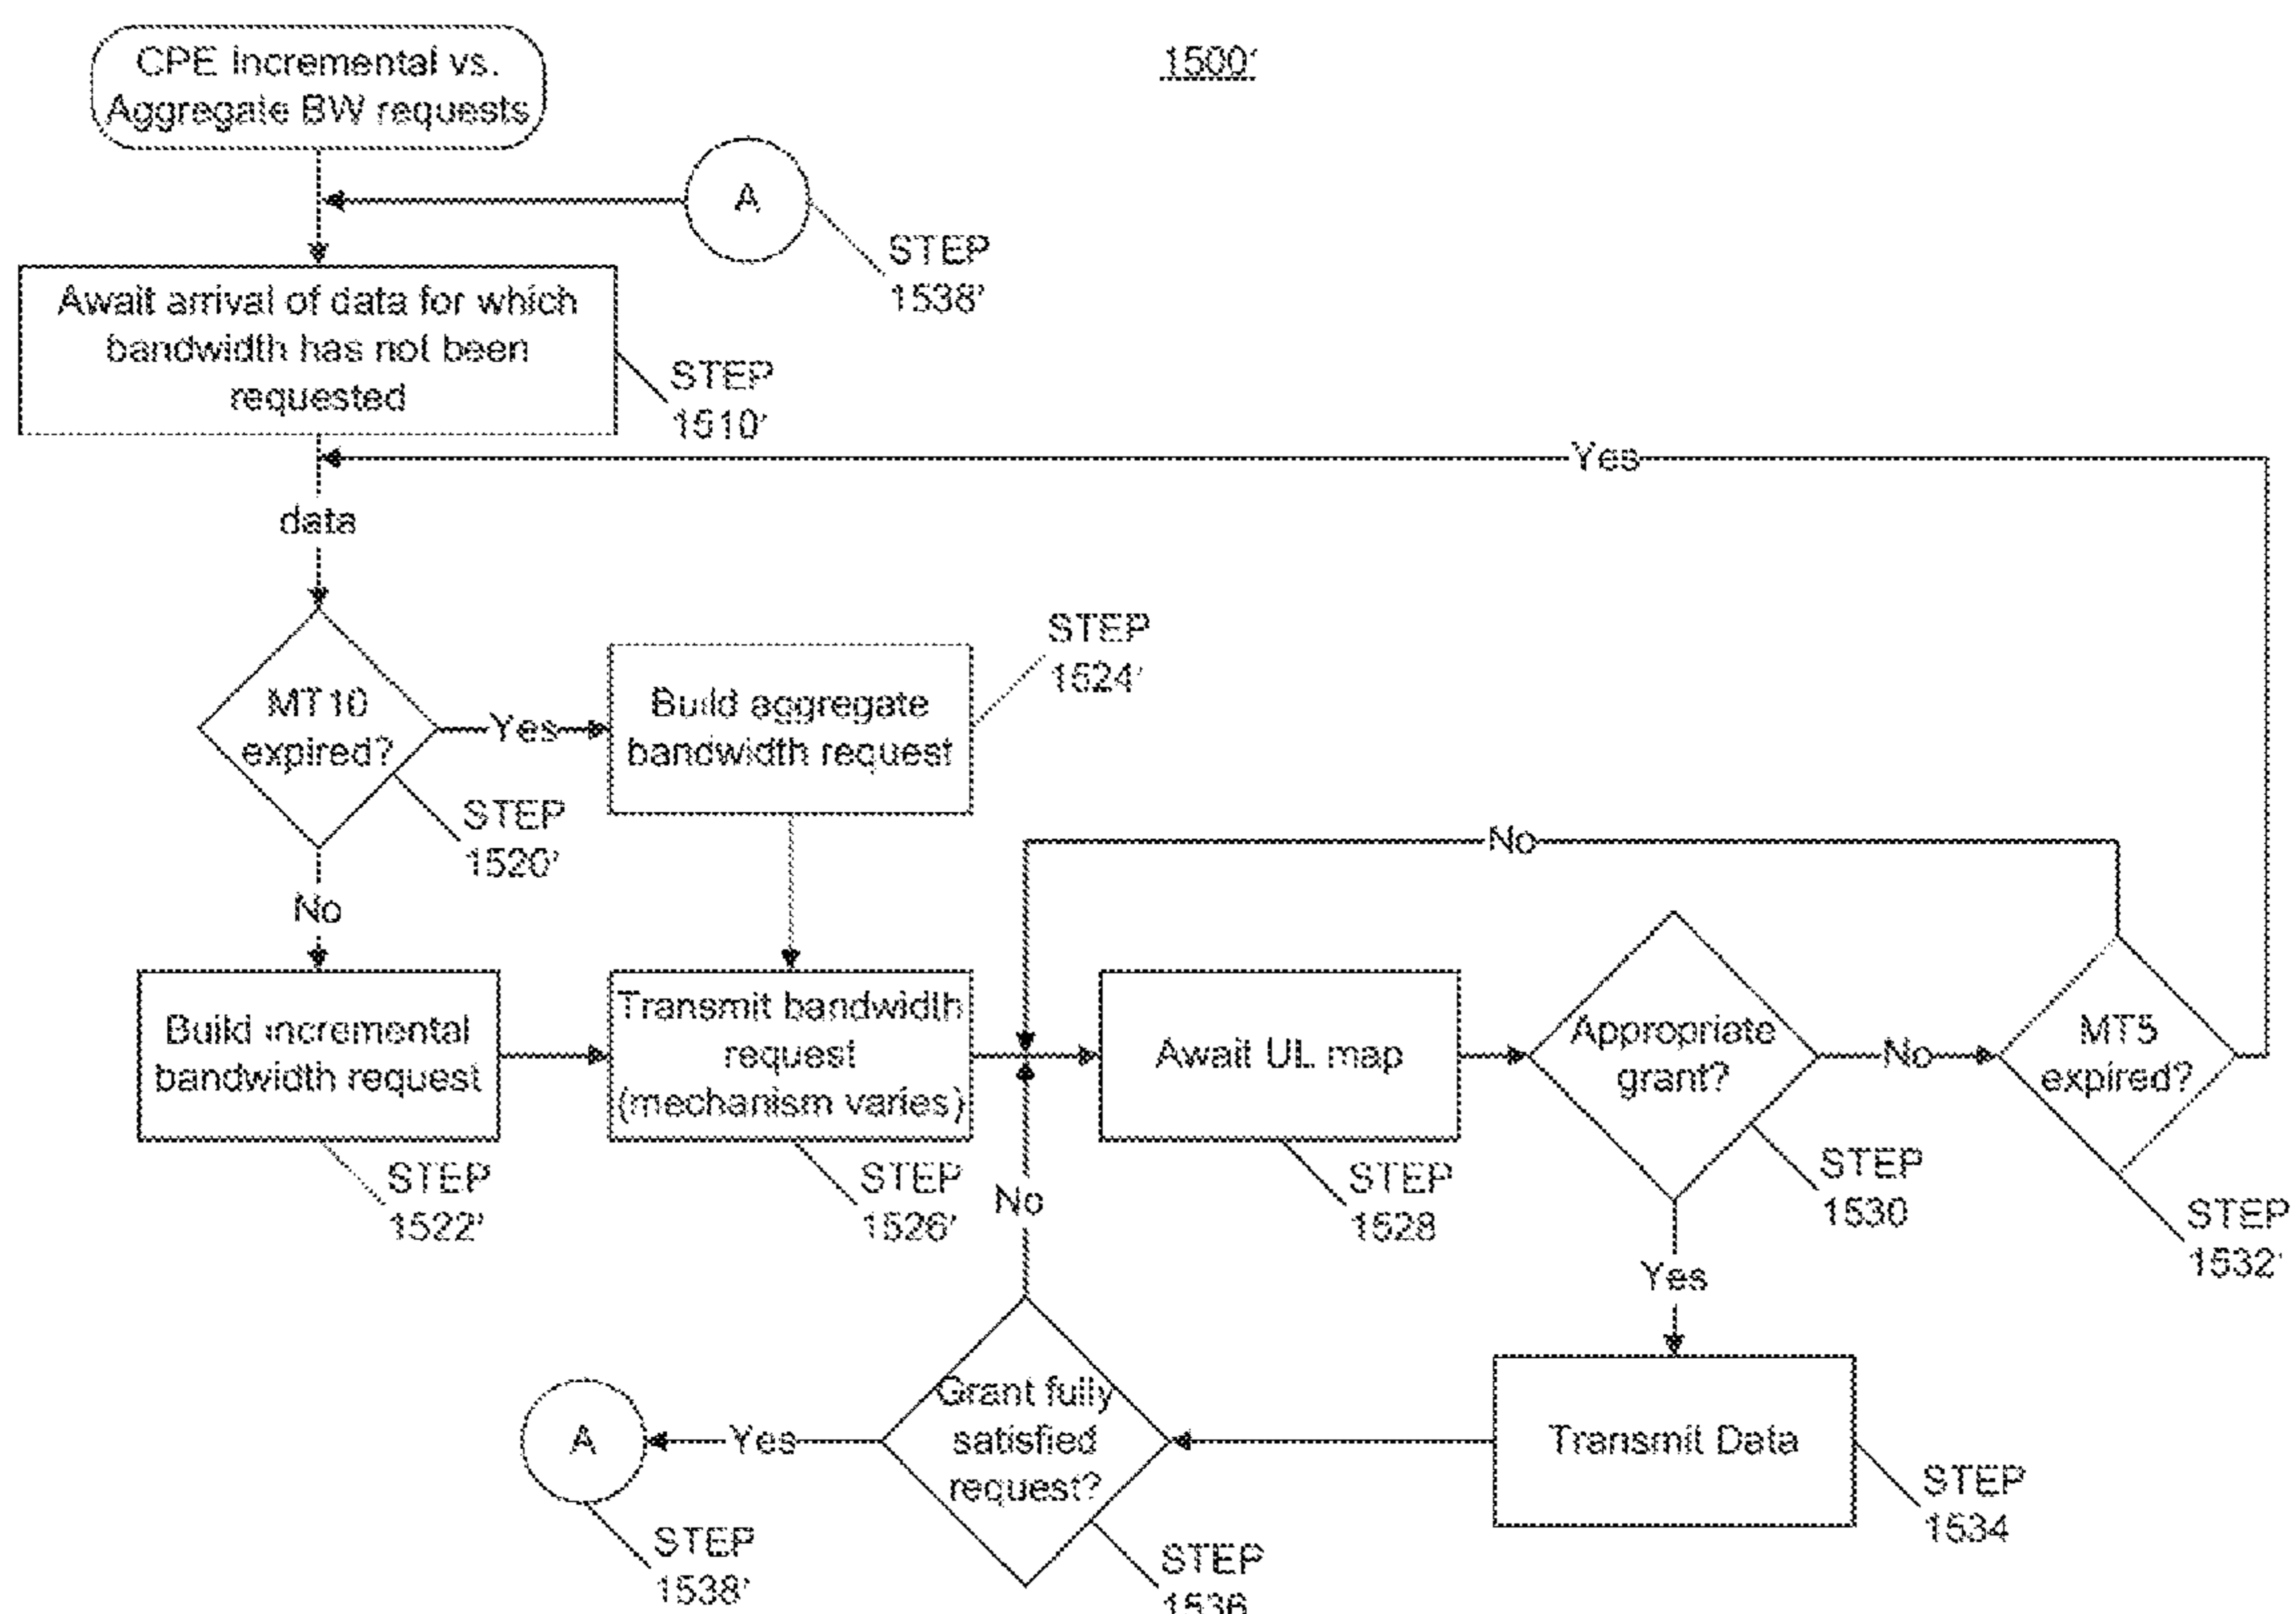 CPE Incremental vs.
Aggregate BW requests
1500'
A
STEP
1538'
Await arrival of data for which
bandwidth has not been
requested
STEP
1510'
Yes
data
MT10
expired?
Yes
Build aggregate
bandwidth request
STEP
1524'
STEP
1520'
No
No
Build incremental
bandwidth request
Transmit bandwidth
request
(mechanism varies)
Await UL map
Appropriate
grant?
No
MT5
expired?
STEP
1522'
STEP
1526'
No
STEP
1528
STEP
1530
STEP
1532'
Yes
A
Yes
Grant fully
satisfied
request?
Transmit Data
STEP
1534
STEP
1538'
STEP
1536